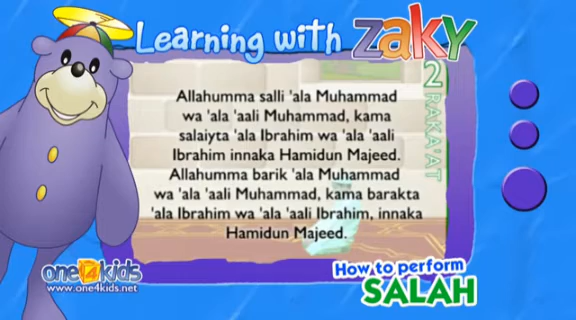 Learning with zaky
2 RAKA'AT
Allahumma salli 'ala Muhammad
wa 'ala 'aali Muhammad, kama
salaiyta 'ala Ibrahim wa 'ala 'aali
Ibrahim innaka Hamidun Majeed.
Allahumma barik 'ala Muhammad
wa 'ala 'aali Muhammad, kama barakta
'ala Ibrahim wa 'ala 'aali Ibrahim, innaka
Hamidun Majeed.
one4kids
www.one4kids.net
How to perform
SALAH